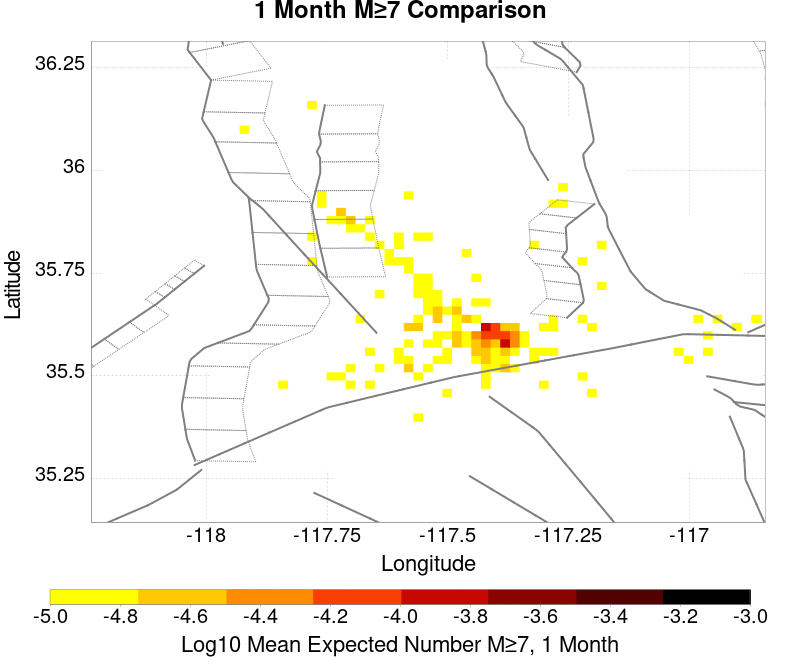 1 Month M≥7 Comparison
36.25
36
35.75
35.5
35.25
Latitude
-118 -117.75 -117.5 -117.25 -117
Longitude
-5.0 -4.8 -4.6 -4.4 -4.2 -4.0 -3.8 -3.6 -3.4 -3.2 -3.0
Log10 Mean Expected Number M≥7, 1 Month